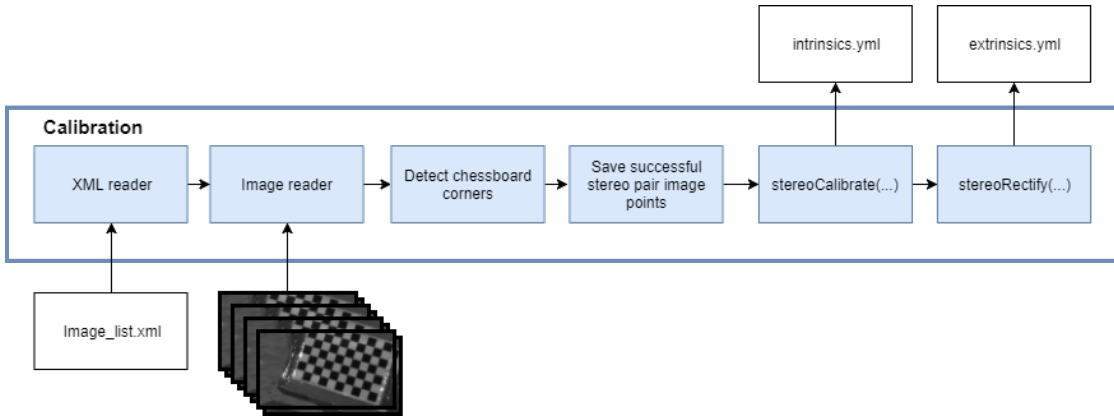 intrinsics.yml
extrinsics.yml
Calibration
XML reader
Image reader
Detect chessboard
corners
Save successful
stereo pair image
points
stereoCalibrate(...)
stereoRectify(...)
Image_list.xml